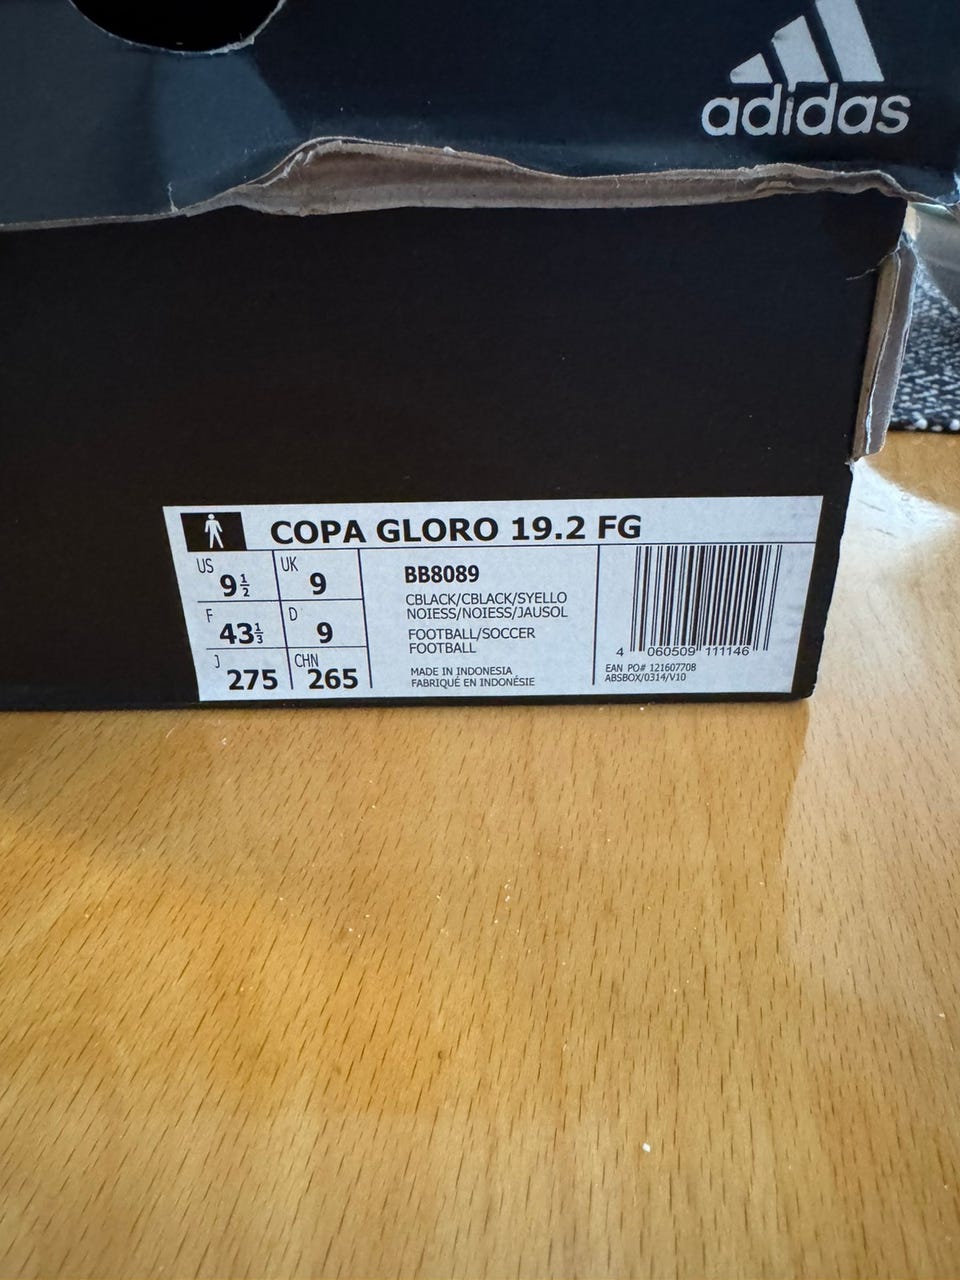 adidas
COPA GLORO 19.2 FG
US 9½ UK 9
F 43⅓ D 9
J 275 CHN 265
BB8089
CBLACK/CBLACK/SYELLO
NOIESS/NOIESS/JAUSOL
FOOTBALL/SOCCER
FOOTBALL
MADE IN INDONESIA
FABRIQUÉ EN INDONÉSIE
4 060509 111146
EAN PO# 121607708
ABSBOX/0314/V10